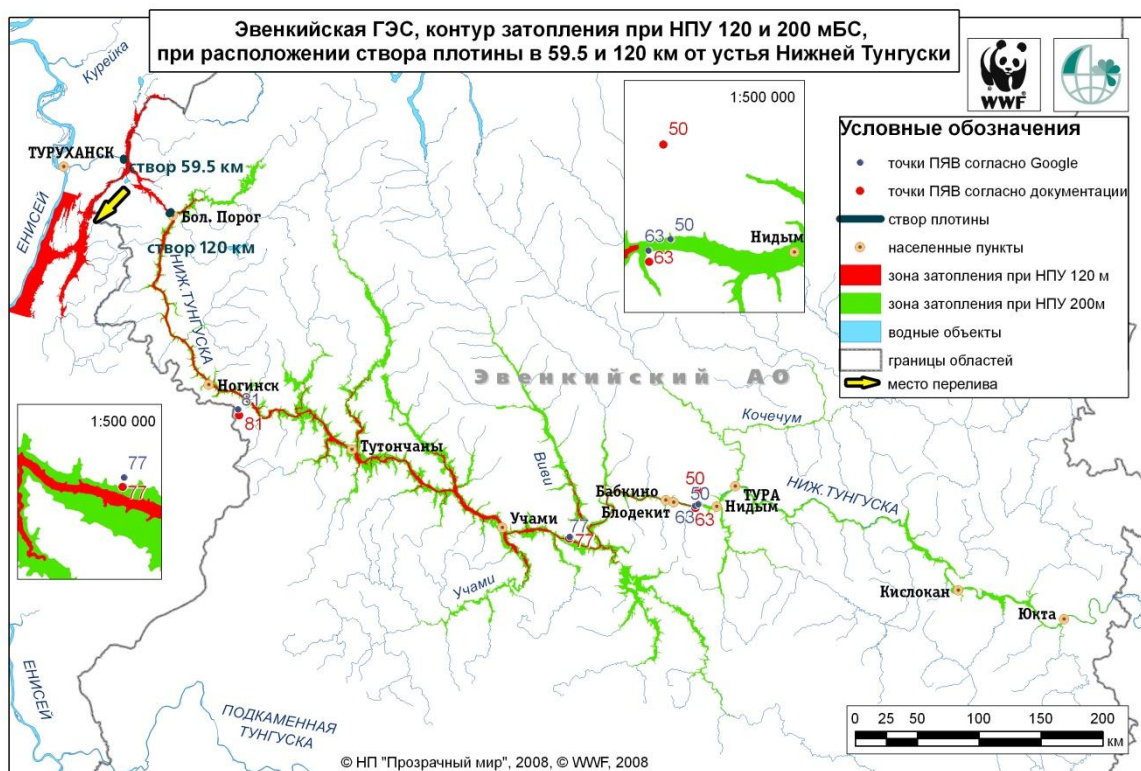 Эвенкийская ГЭС, контур затопления при НПУ 120 и 200 мБС,
при расположении створа плотины в 59.5 и 120 км от устья Нижней Тунгуски
WWF
Условные обозначения
точки ПЯВ согласно Google
точки ПЯВ согласно документации
створ плотины
населенные пункты
зона затопления при НПУ 120 м
зона затопления при НПУ 200м
водные объекты
границы областей
место перелива
Курейка
ТУРУХАНСК
створ 59.5 км
ЕНИСЕЙ
Бол. Порог
створ 120 км
НИЖ.ТУНГУСКА
1:500 000
50
50
63
63
Нидым
Ногинск
81
81
Эвенкийский АО
Кочечум
1:500 000
77
77
Тутончаны
Виви
Бабкино
Блодекит
50
50
63
63
ТУРА
Нидым
НИЖ.ТУНГУСКА
Учами
77
77
Учами
Кислокан
Юкта
ЕНИСЕЙ
ПОДКАМЕННАЯ
ТУНГУСКА
0 25 50 100 150 200
км
© НП "Прозрачный мир", 2008, © WWF, 2008